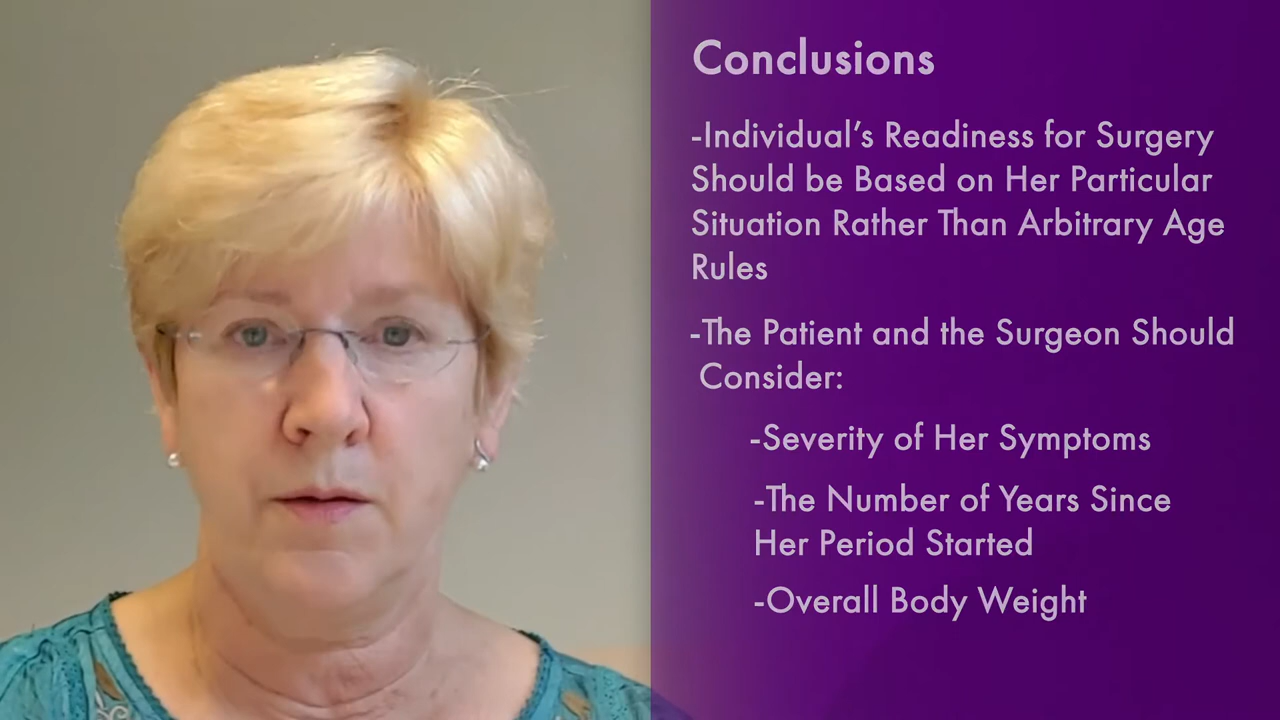 Conclusions
-Individual’s Readiness for Surgery
Should be Based on Her Particular
Situation Rather Than Arbitrary Age
Rules
-The Patient and the Surgeon Should
Consider:
-Severity of Her Symptoms
-The Number of Years Since
Her Period Started
-Overall Body Weight